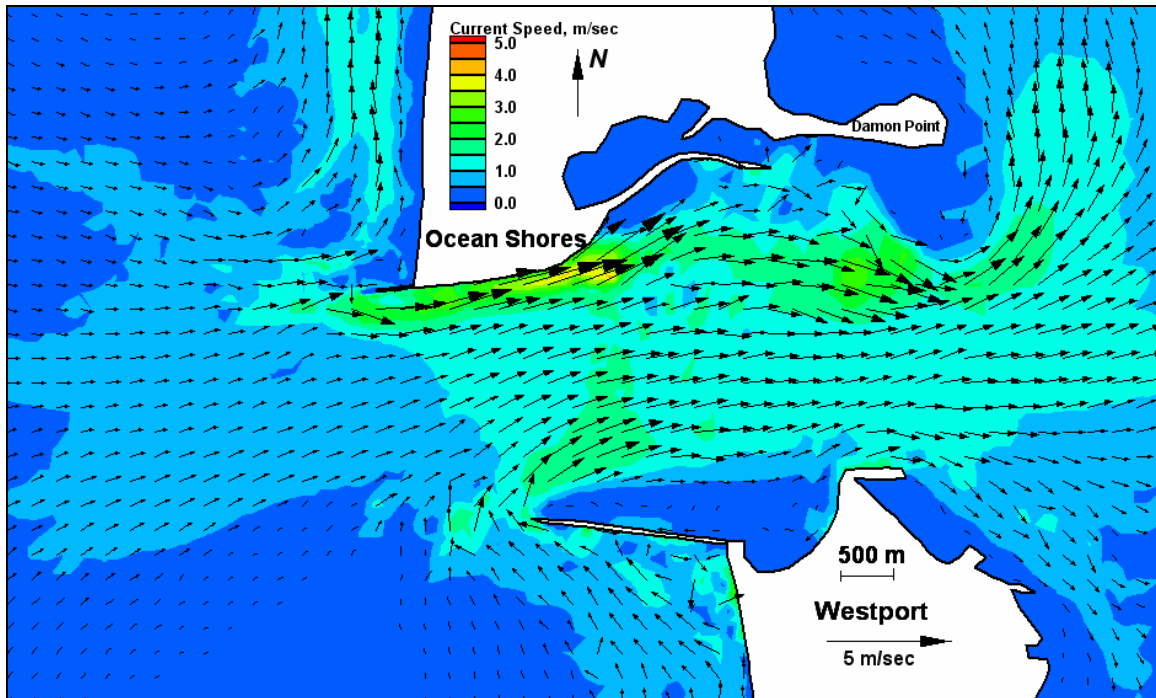 Current Speed, m/sec
5.0
4.0
3.0
2.0
1.0
0.0
N
Damon Point
Ocean Shores
500 m
Westport
5 m/sec